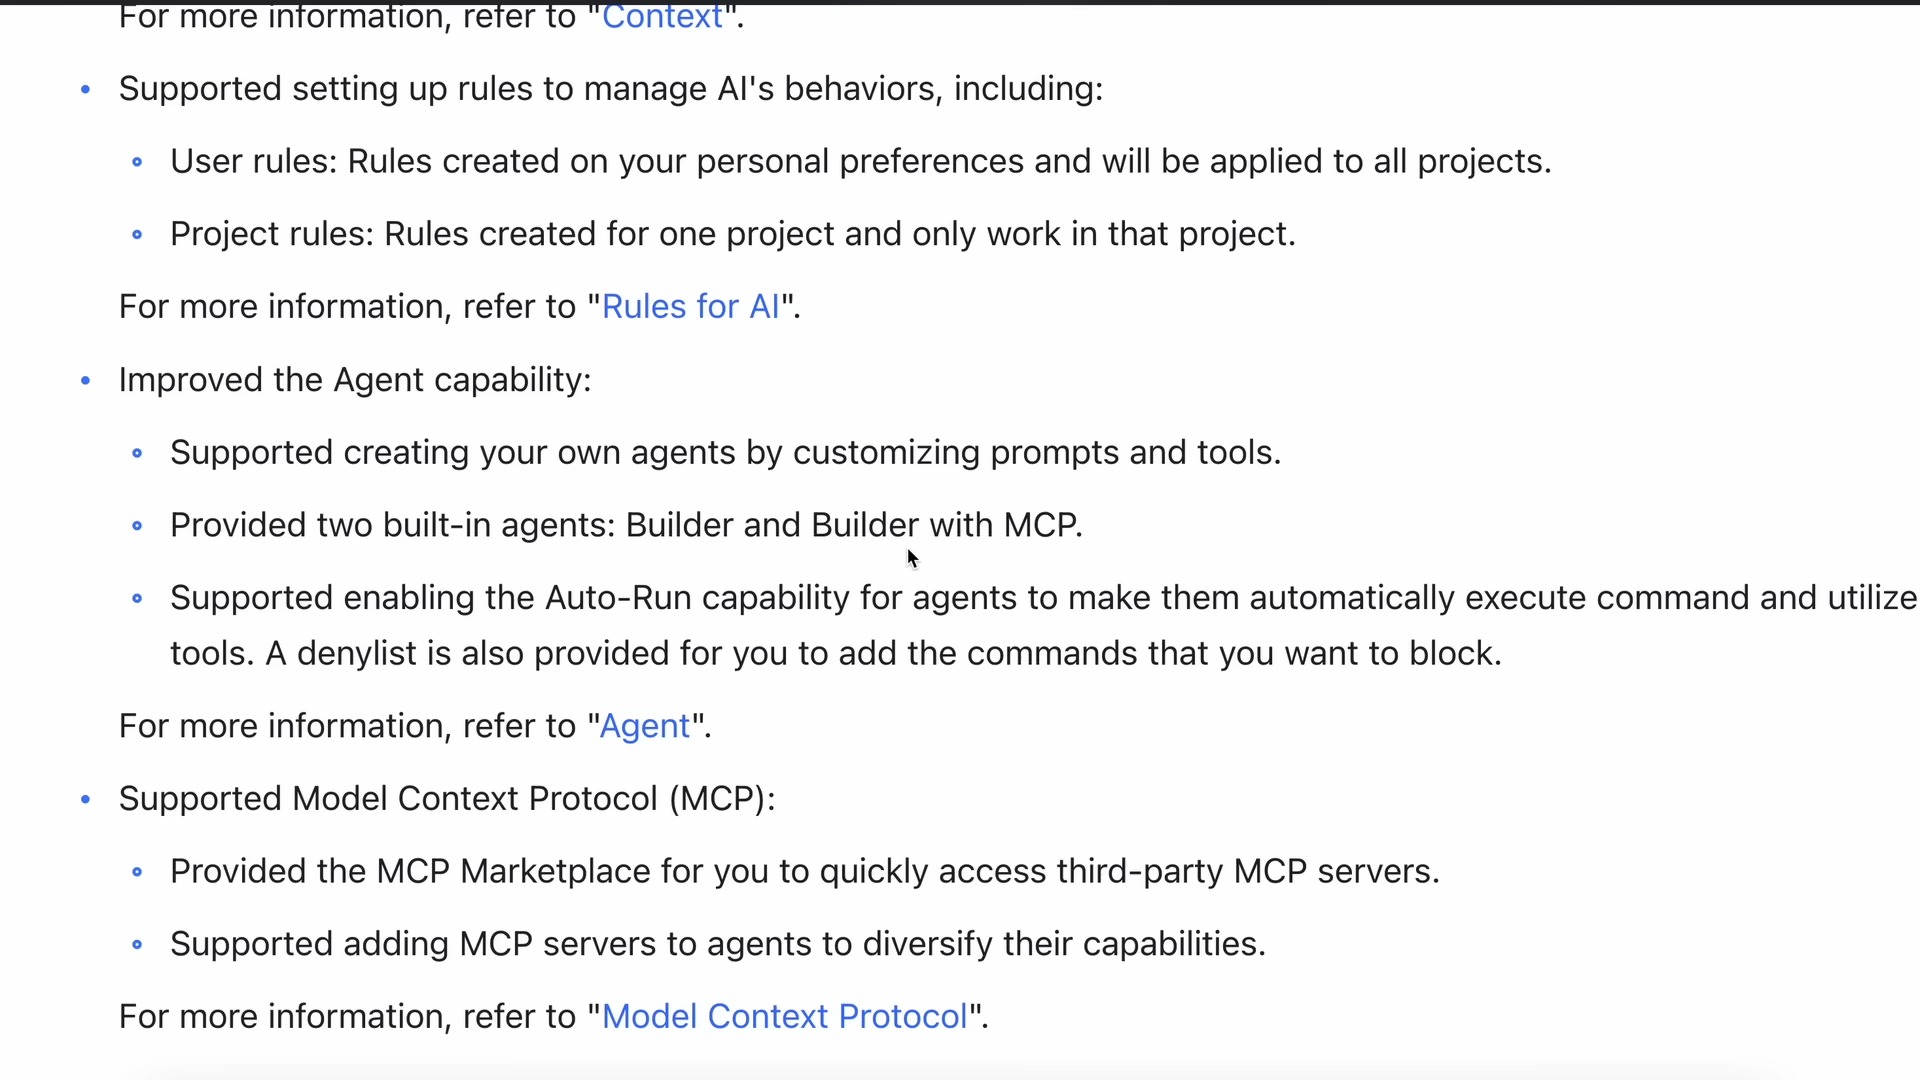 For more information, refer to "Context".
• Supported setting up rules to manage AI's behaviors, including:
◦ User rules: Rules created on your personal preferences and will be applied to all projects.
◦ Project rules: Rules created for one project and only work in that project.
For more information, refer to "Rules for AI".
• Improved the Agent capability:
◦ Supported creating your own agents by customizing prompts and tools.
◦ Provided two built-in agents: Builder and Builder with MCP.
◦ Supported enabling the Auto-Run capability for agents to make them automatically execute command and utilize
tools. A denylist is also provided for you to add the commands that you want to block.
For more information, refer to "Agent".
• Supported Model Context Protocol (MCP):
◦ Provided the MCP Marketplace for you to quickly access third-party MCP servers.
◦ Supported adding MCP servers to agents to diversify their capabilities.
For more information, refer to "Model Context Protocol".